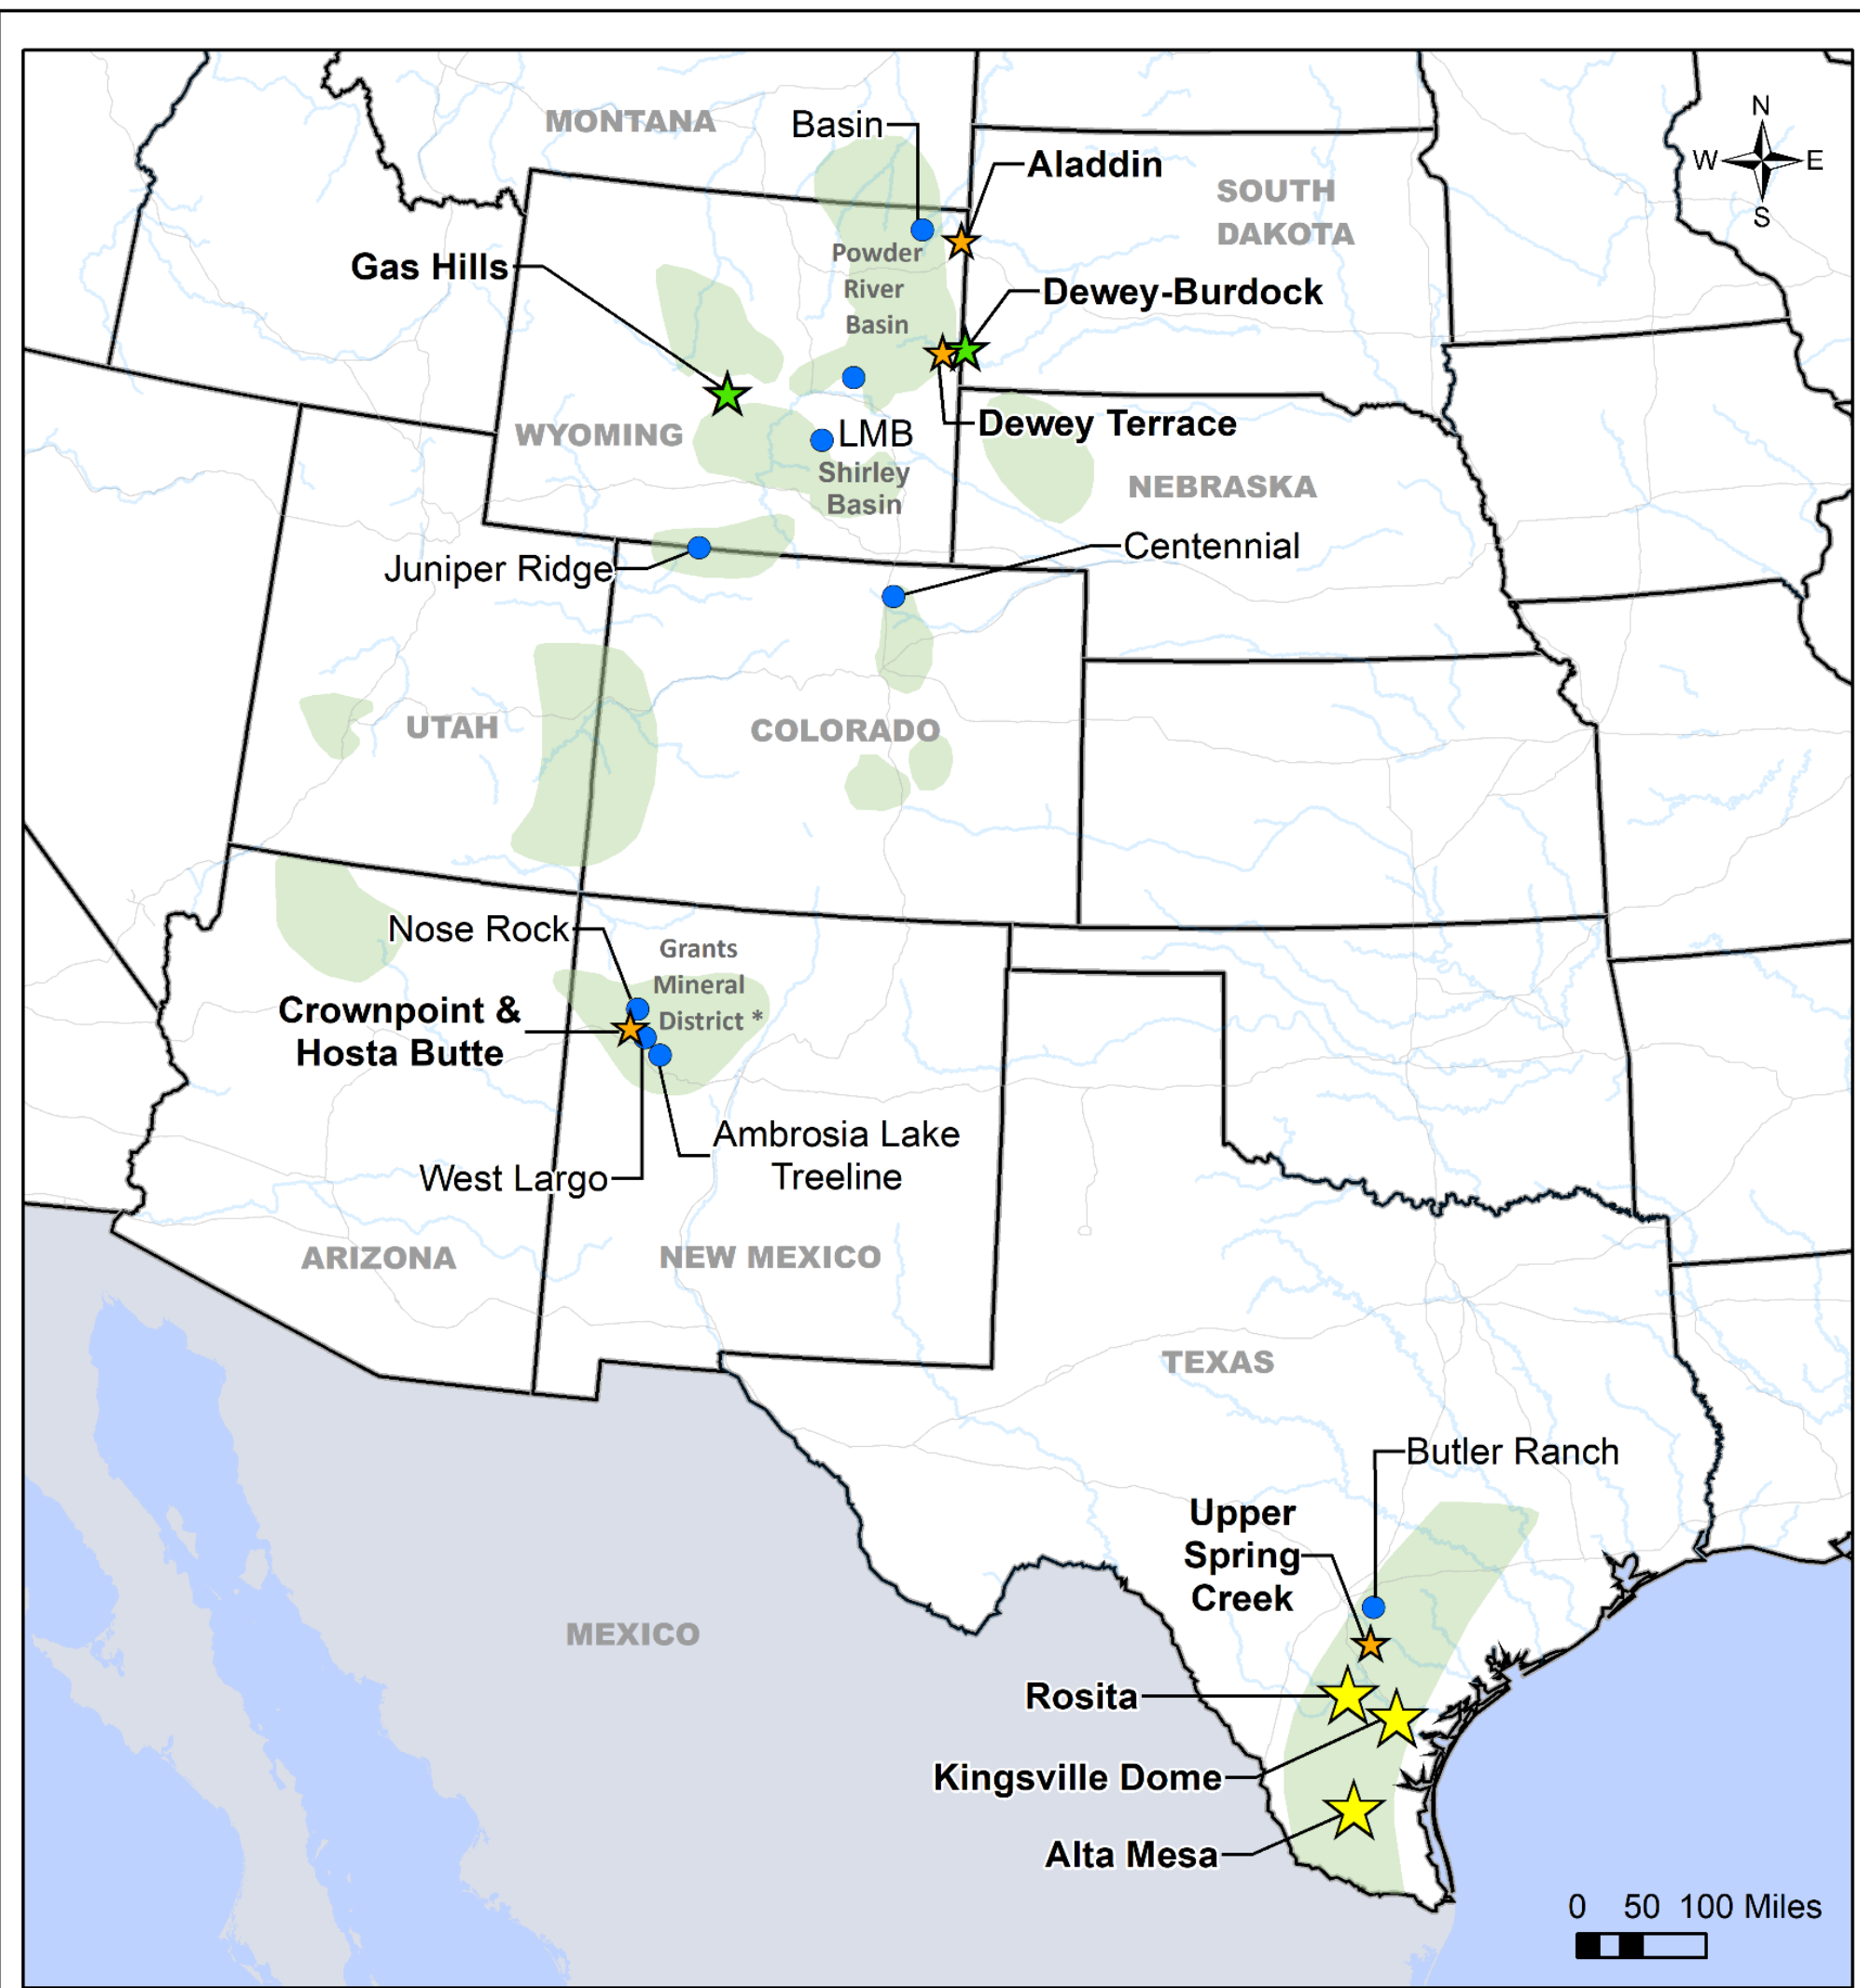 MONTANA
Basin
Aladdin
SOUTH
DAKOTA
N
W
E
S
Gas Hills
Powder
River
Basin
Dewey-Burdock
WYOMING
LMB
Shirley
Basin
Dewey Terrace
NEBRASKA
Juniper Ridge
Centennial
UTAH
COLORADO
Nose Rock
Grants
Mineral
District *
Crownpoint &
Hosta Butte
West Largo
Ambrosia Lake
Treeline
ARIZONA
NEW MEXICO
TEXAS
Butler Ranch
Upper
Spring
Creek
MEXICO
Rosita
Kingsville Dome
Alta Mesa
0 50 100 Miles